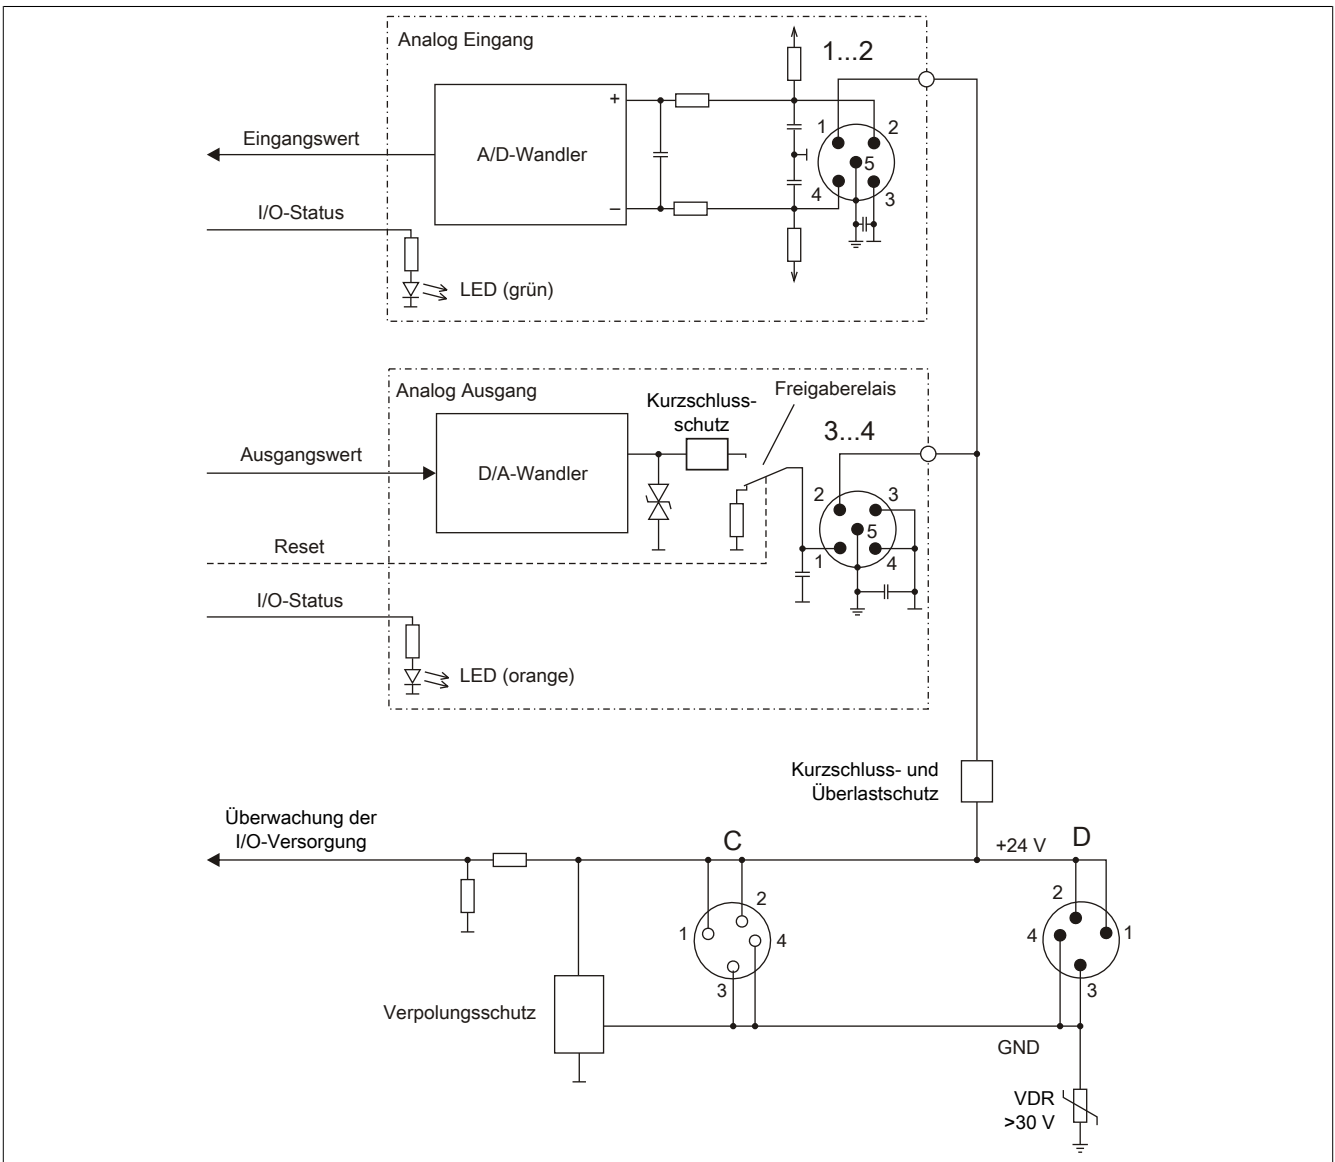 Analog Eingang
1...2
+
Eingangswert
A/D-Wandler
1
2
5
4
3
–
I/O-Status
LED (grün)
Analog Ausgang
Kurzschluss-
schutz
Freigaberelais
3...4
Ausgangswert
D/A-Wandler
2
3
5
1
4
Reset
I/O-Status
LED (orange)
Kurzschluss- und
Überlastschutz
Überwachung der
I/O-Versorgung
C
+24 V
D
2
1
4
3
2
4
1
3
Verpolungsschutz
GND
VDR
>30 V